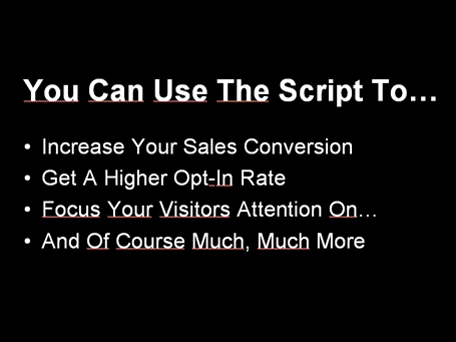 You Can Use The Script To…
• Increase Your Sales Conversion
• Get A Higher Opt-In Rate
• Focus Your Visitors Attention On…
• And Of Course Much, Much More